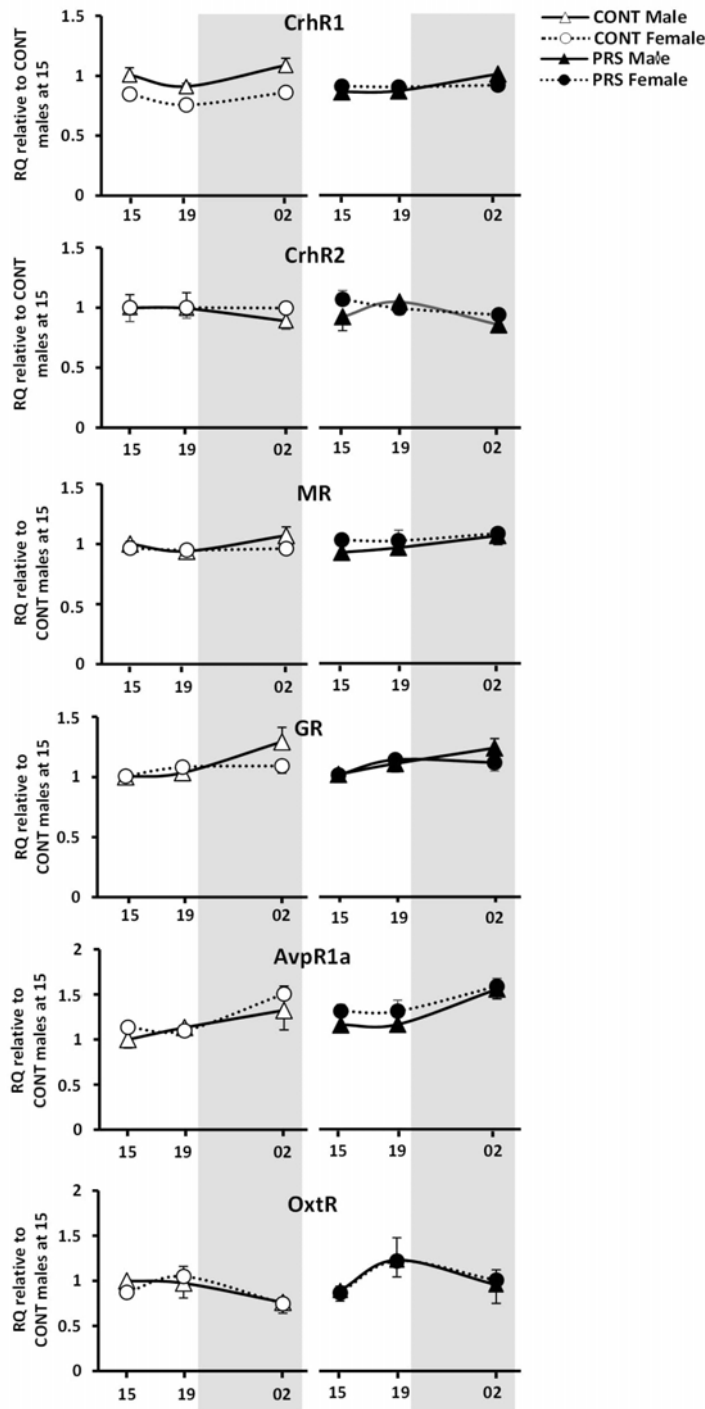 CONT Male
CONT Female
PRS Male
PRS Female
CrhR1
RQ relative to CONT
males at 15
1.5
1
0.5
0
15 19 02 15 19 02
CrhR2
RQ relative to CONT
males at 15
1.5
1
0.5
0
15 19 02 15 19 02
MR
RQ relative to
CONT males at 15
1.5
1
0.5
0
15 19 02 15 19 02
GR
RQ relative to
CONT males at 15
1.5
1
0.5
0
15 19 02 15 19 02
AvpR1a
RQ relative to
CONT males at 15
2
1.5
1
0.5
0
15 19 02 15 19 02
OxtR
RQ relative to
CONT males at 15
2
1.5
1
0.5
0
15 19 02 15 19 02